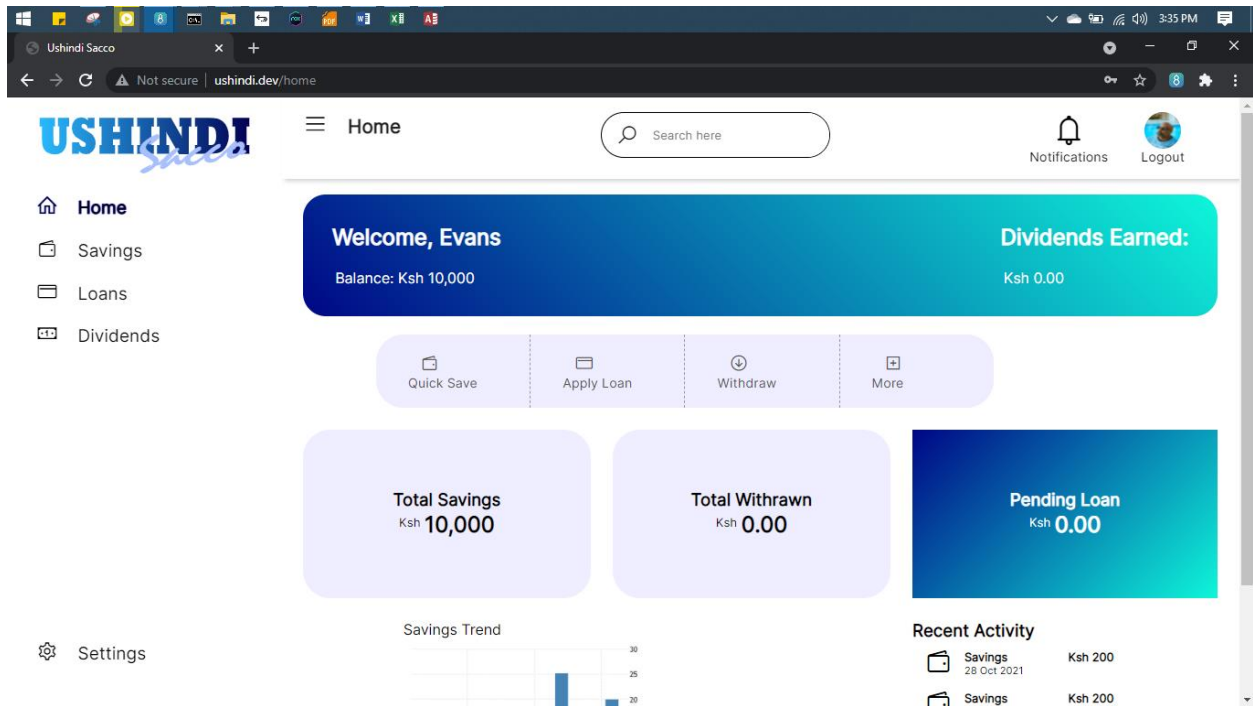 3:35 PM
Ushindi Sacco
Not secure | ushindi.dev/home
USHINDI
Sacco
Home
Search here
Notifications
Logout
Home
Savings
Loans
Dividends
Settings
Welcome, Evans
Balance: Ksh 10,000
Dividends Earned:
Ksh 0.00
Quick Save
Apply Loan
Withdraw
More
Total Savings
Ksh 10,000
Total Withrawn
Ksh 0.00
Pending Loan
Ksh 0.00
Savings Trend
30
25
20
Recent Activity
Savings Ksh 200
28 Oct 2021
Savings Ksh 200